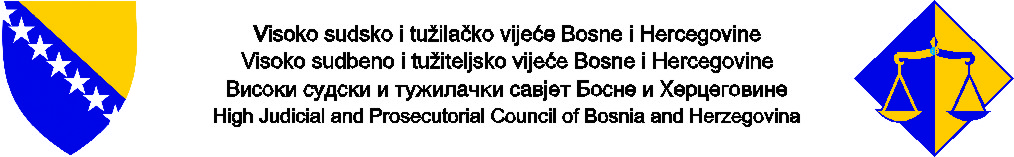 Visoko sudsko i tužilačko vijeće Bosne i Hercegovine
Visoko sudbeno i tužiteljsko vijeće Bosne i Hercegovine
Високи судски и тужилачки савјет Босне и Херцеговине
High Judicial and Prosecutorial Council of Bosnia and Herzegovina